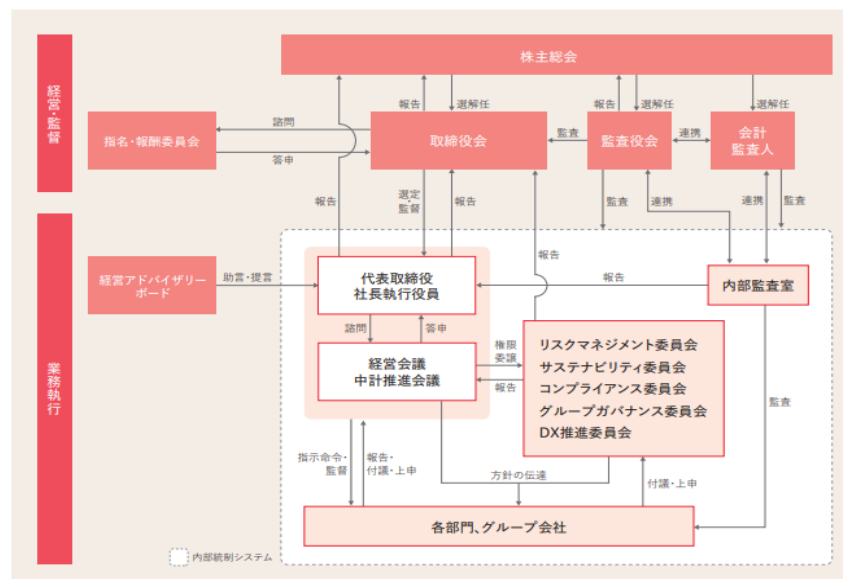 株主総会
経営・監督
報告
選解任
報告
選解任
選解任
指名・報酬委員会
諮問
答申
取締役会
監査
監査役会
連携
会計
監査人
報告
選定・
監督
報告
監査
連携
連携
監査
報告
業務執行
経営アドバイザリー
ボード
助言・提言
代表取締役
社長執行役員
報告
内部監査室
諮問
答申
経営会議
中計推進会議
権限
委譲
報告
リスクマネジメント委員会
サステナビリティ委員会
コンプライアンス委員会
グループガバナンス委員会
DX推進委員会
監査
指示命令・
監督
報告・
付議・上申
方針の伝達
付議・上申
各部門、グループ会社
内部統制システム